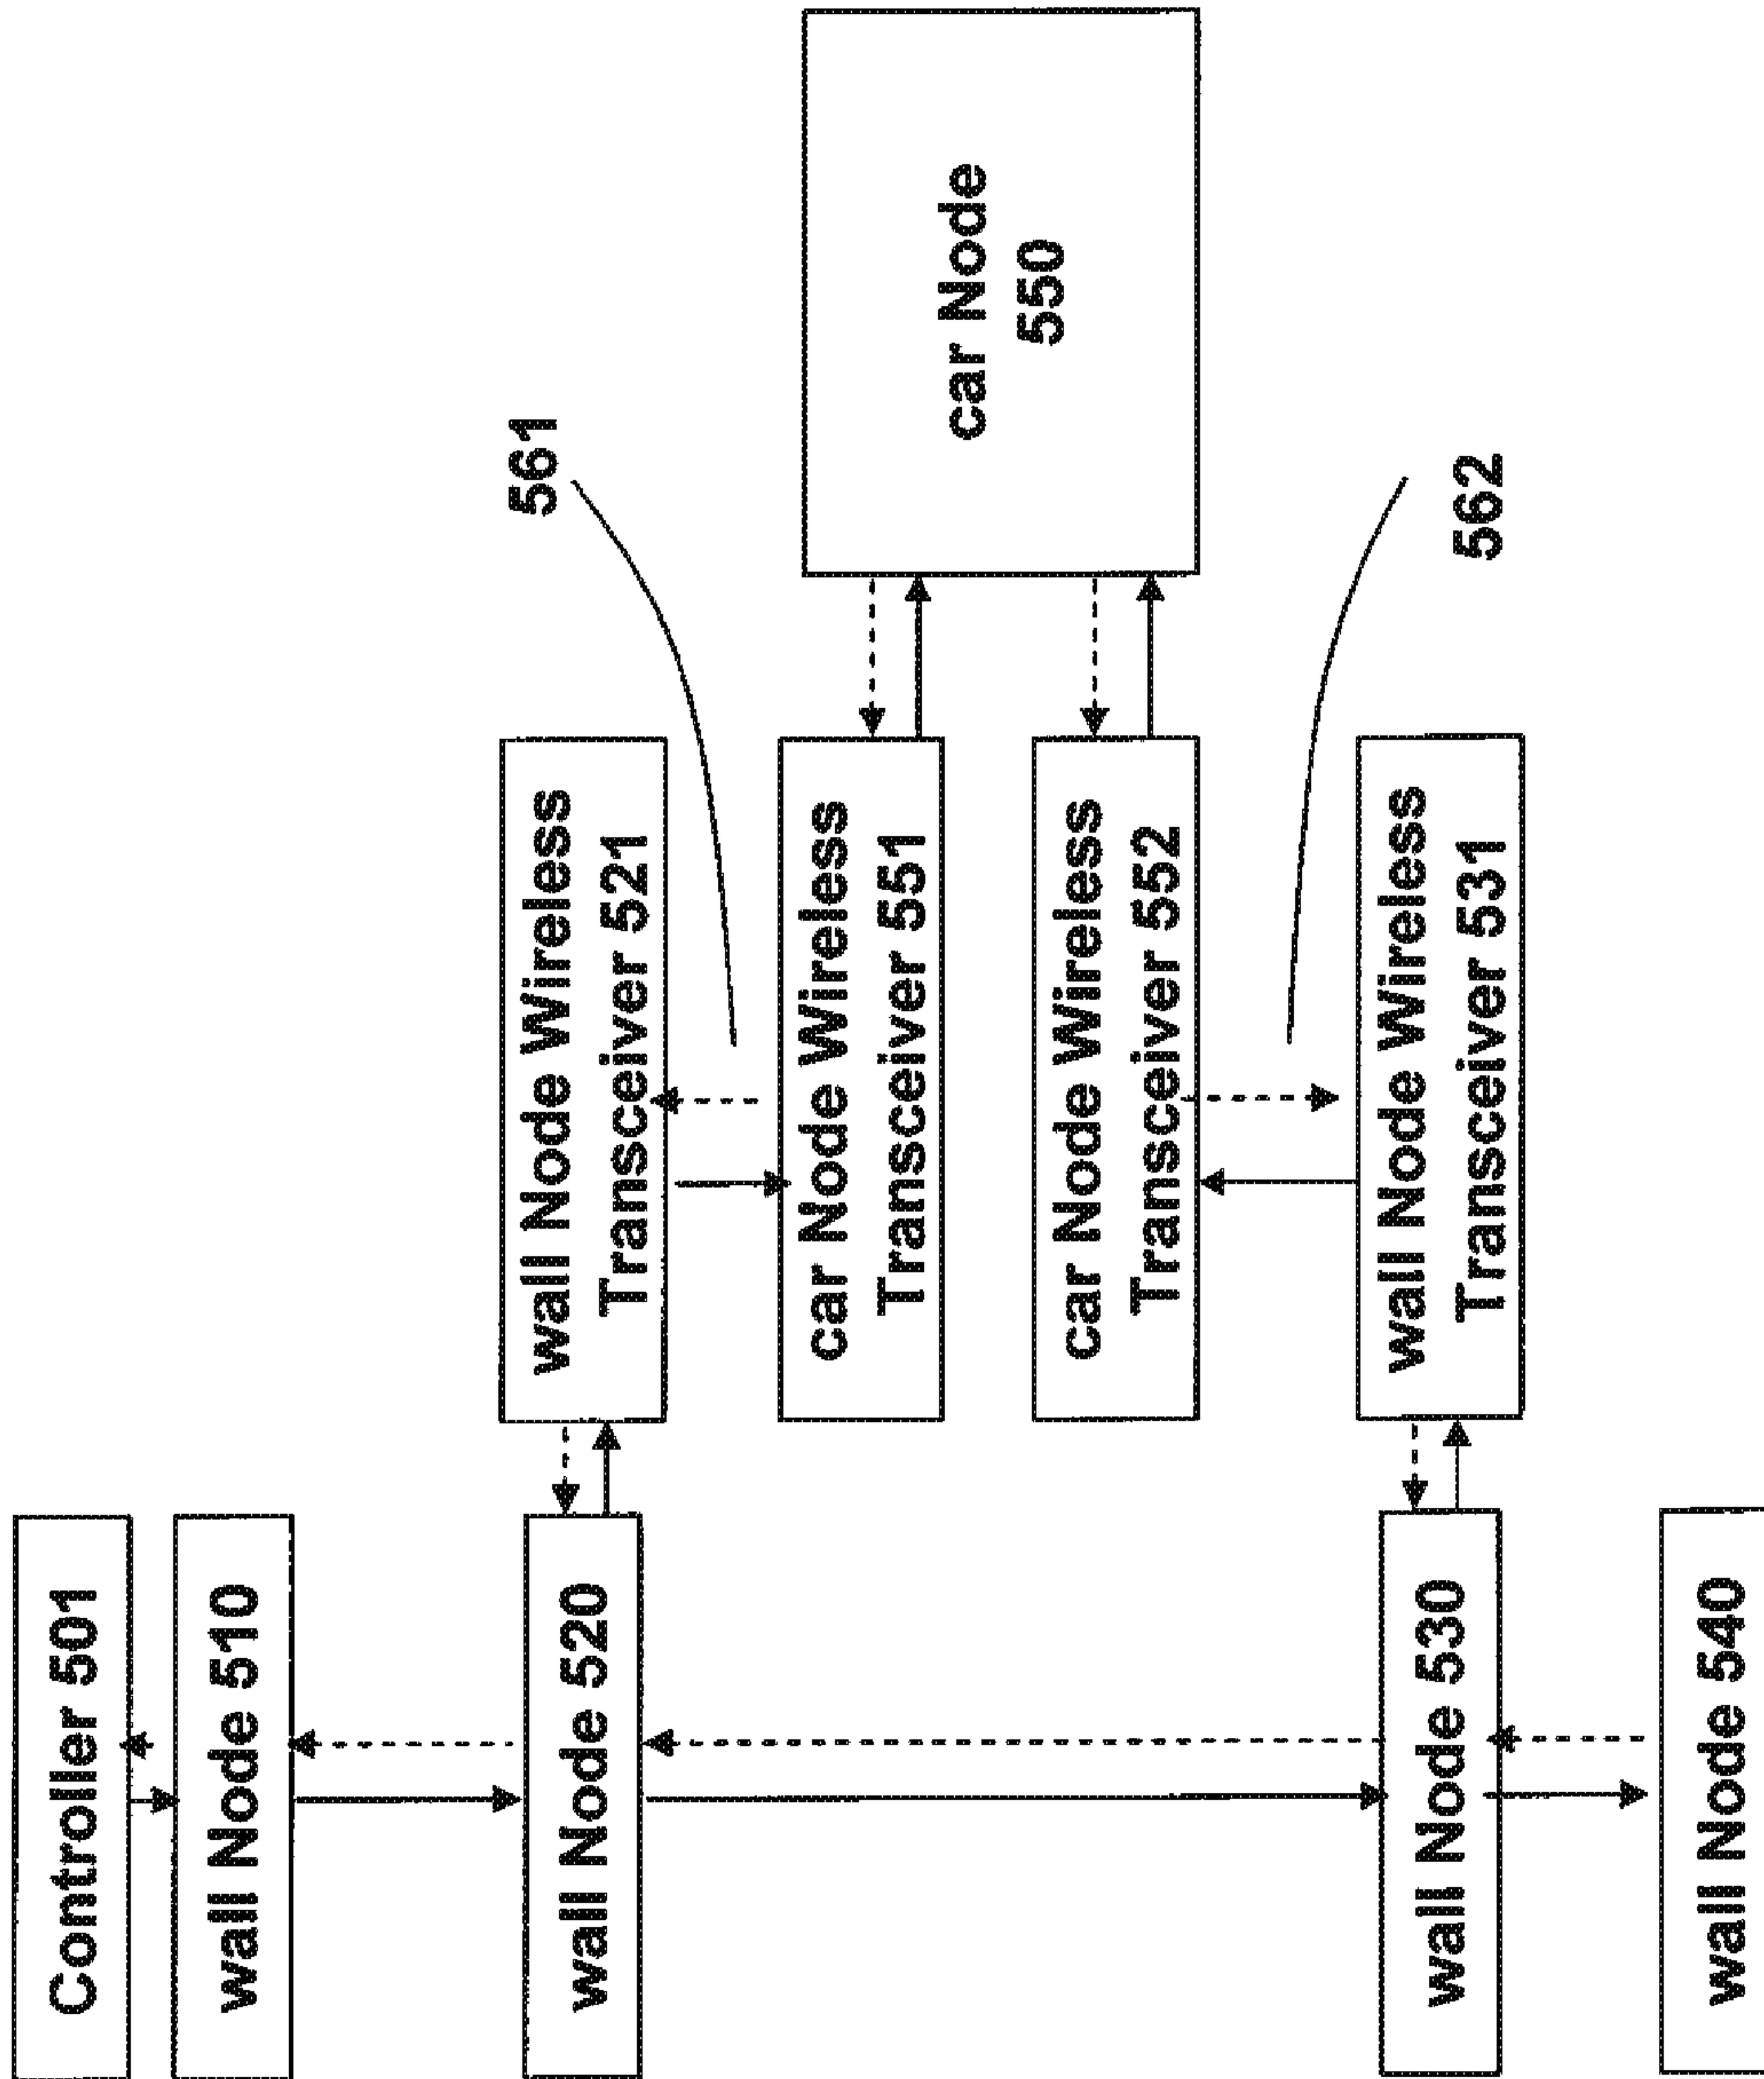 Controller 501
wall Node 510
wall Node 520
wall Node 530
wall Node 540
wall Node Wireless
Transceiver 521
car Node Wireless
Transceiver 551
car Node Wireless
Transceiver 552
wall Node Wireless
Transceiver 531
561
562
car Node
550